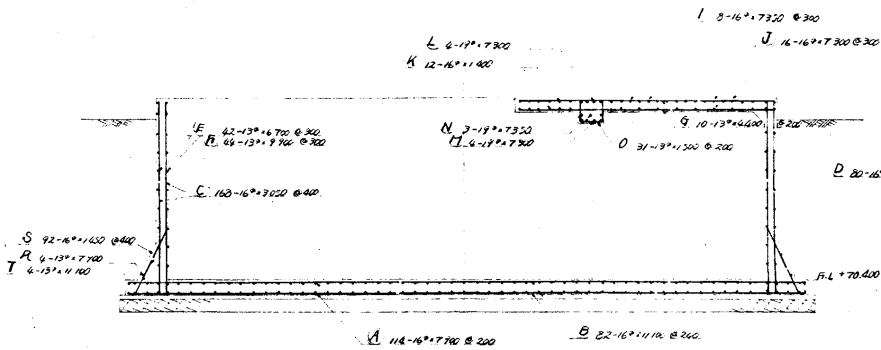 I 8-16ᵠ×7350 @300
J 16-16ᵠ×7300 @300
L 4-19ᵠ×7300
K 12-16ᵠ×1400
E 42-13ᵠ×6700 @300
44-13ᵠ×9900 @300
N 3-19ᵠ×7350
M 4-19ᵠ×7300
G 10-13ᵠ×4400 @200
O 31-13ᵠ×1500 @200
C 168-16ᵠ×3050 @400
D 80-16
S 92-16ᵠ×1450 @400
R 4-13ᵠ×7700
T 4-13ᵠ×11100
+70.400
A 114-16ᵠ×7900 @200
B 82-16ᵠ×11100 @240